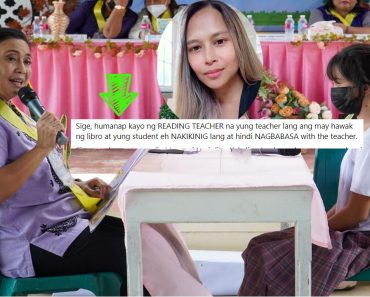 Sige, humanap kayo ng READING TEACHER na yung teacher lang ang may hawak
ng libro at yung student eh NAKIKINIG lang at hindi NAGBABASA with the teacher.